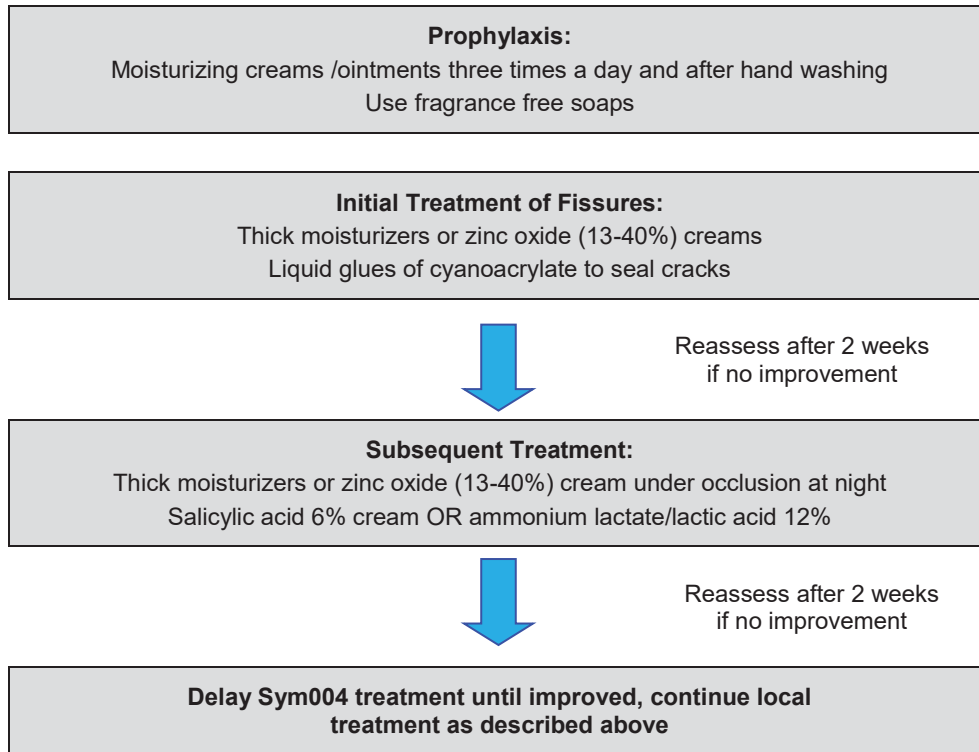 Prophylaxis:
Moisturizing creams /ointments three times a day and after hand washing
Use fragrance free soaps
Initial Treatment of Fissures:
Thick moisturizers or zinc oxide (13-40%) creams
Liquid glues of cyanoacrylate to seal cracks
Reassess after 2 weeks
if no improvement
Subsequent Treatment:
Thick moisturizers or zinc oxide (13-40%) cream under occlusion at night
Salicylic acid 6% cream OR ammonium lactate/lactic acid 12%
Reassess after 2 weeks
if no improvement
Delay Sym004 treatment until improved, continue local
treatment as described above